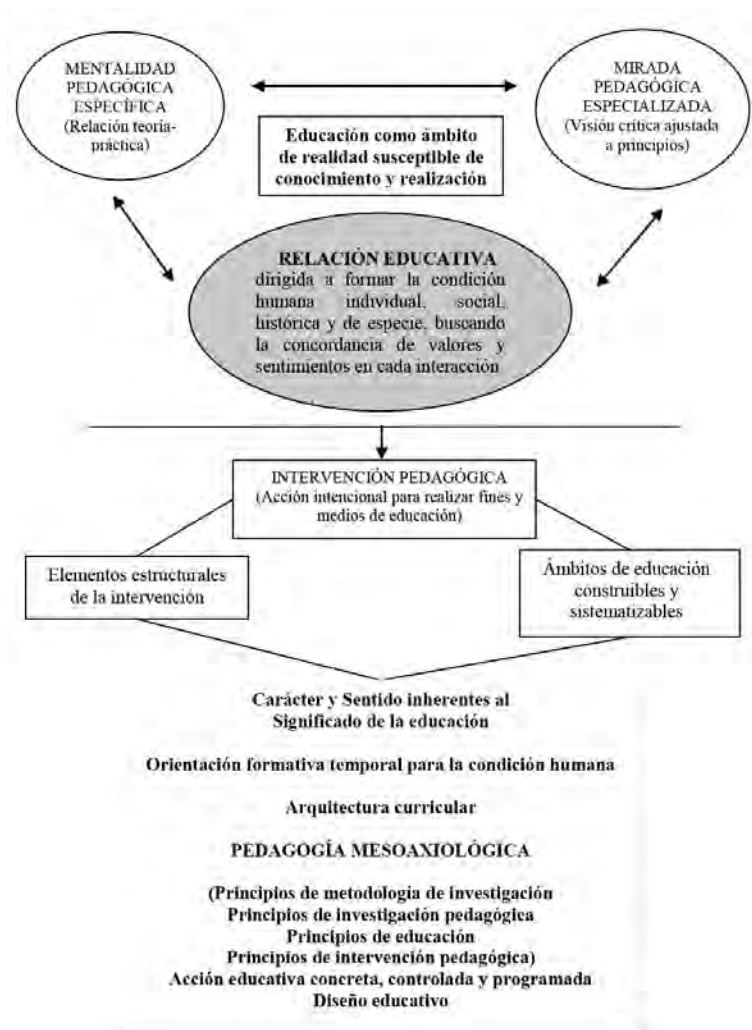 MENTALIDAD
PEDAGÓGICA
ESPECÍFICA
(Relación teoría-
práctica)
MIRADA
PEDAGÓGICA
ESPECIALIZADA
(Visión crítica ajustada
a principios)
Educación como ámbito
de realidad susceptible de
conocimiento y realización
RELACIÓN EDUCATIVA
dirigida a formar la condición
humana individual, social,
histórica y de especie, buscando
la concordancia de valores y
sentimientos en cada interacción
INTERVENCIÓN PEDAGÓGICA
(Acción intencional para realizar fines y
medios de educación)
Elementos estructurales
de la intervención
Ámbitos de educación
construibles y
sistematizables
Carácter y Sentido inherentes al
Significado de la educación
Orientación formativa temporal para la condición humana
Arquitectura curricular
PEDAGOGÍA MESOAXIOLÓGICA
(Principios de metodología de investigación
Principios de investigación pedagógica
Principios de educación
Principios de intervención pedagógica)
Acción educativa concreta, controlada y programada
Diseño educativo